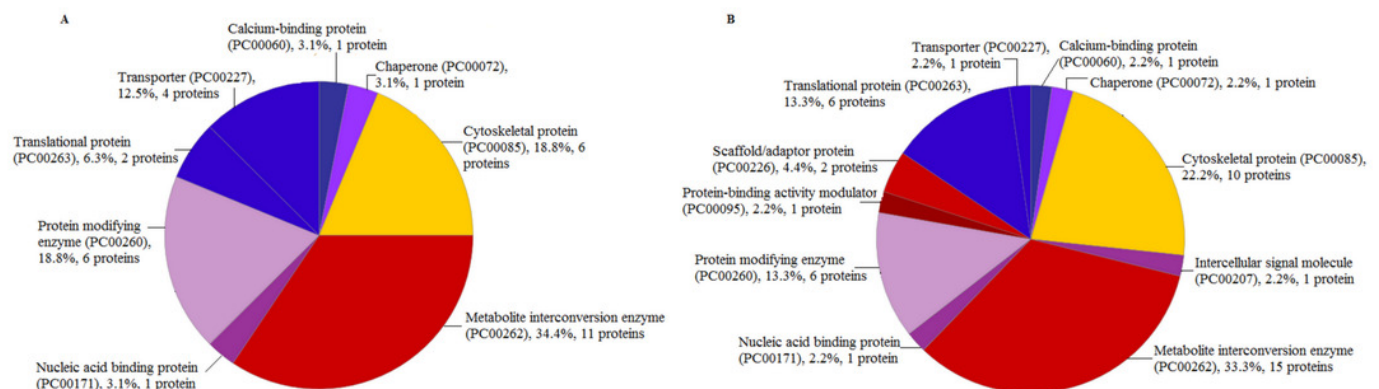 A
Calcium-binding protein
(PC00060), 3.1%, 1 protein
Chaperone (PC00072),
3.1%, 1 protein
Cytoskeletal protein
(PC00085), 18.8%, 6
proteins
Metabolite interconversion enzyme
(PC00262), 34.4%, 11 proteins
Nucleic acid binding protein
(PC00171), 3.1%, 1 protein
Protein modifying
enzyme (PC00260),
18.8%, 6 proteins
Translational protein
(PC00263), 6.3%, 2 proteins
Transporter (PC00227),
12.5%, 4 proteins
B
Calcium-binding protein
(PC00060), 2.2%, 1 protein
Chaperone (PC00072), 2.2%, 1 protein
Cytoskeletal protein (PC00085),
22.2%, 10 proteins
Intercellular signal molecule
(PC00207), 2.2%, 1 protein
Metabolite interconversion enzyme
(PC00262), 33.3%, 15 proteins
Nucleic acid binding protein
(PC00171), 2.2%, 1 protein
Protein modifying enzyme
(PC00260), 13.3%, 6 proteins
Protein-binding activity modulator
(PC00095), 2.2%, 1 protein
Scaffold/adaptor protein
(PC00226), 4.4%, 2 proteins
Translational protein (PC00263),
13.3%, 6 proteins
Transporter (PC00227),
2.2%, 1 protein